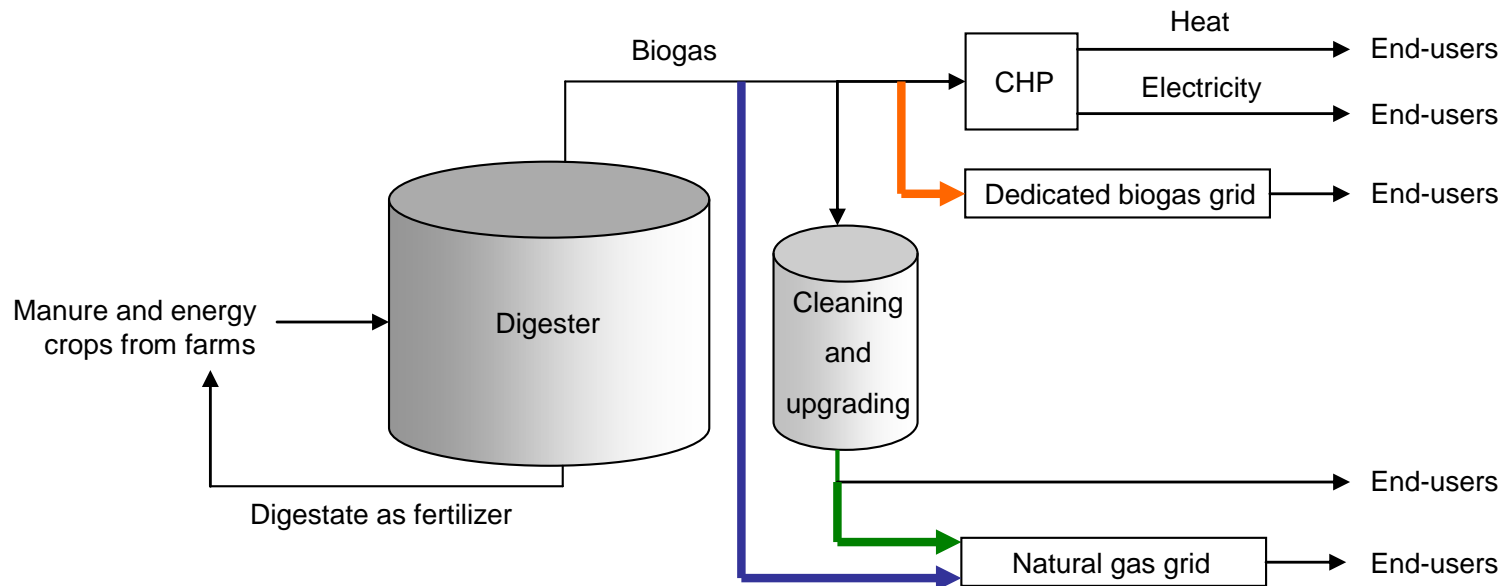 Heat
Biogas
End-users
CHP
Electricity
End-users
Dedicated biogas grid
End-users
Cleaning
and
upgrading
Manure and energy
crops from farms
Digester
End-users
Digestate as fertilizer
Natural gas grid
End-users